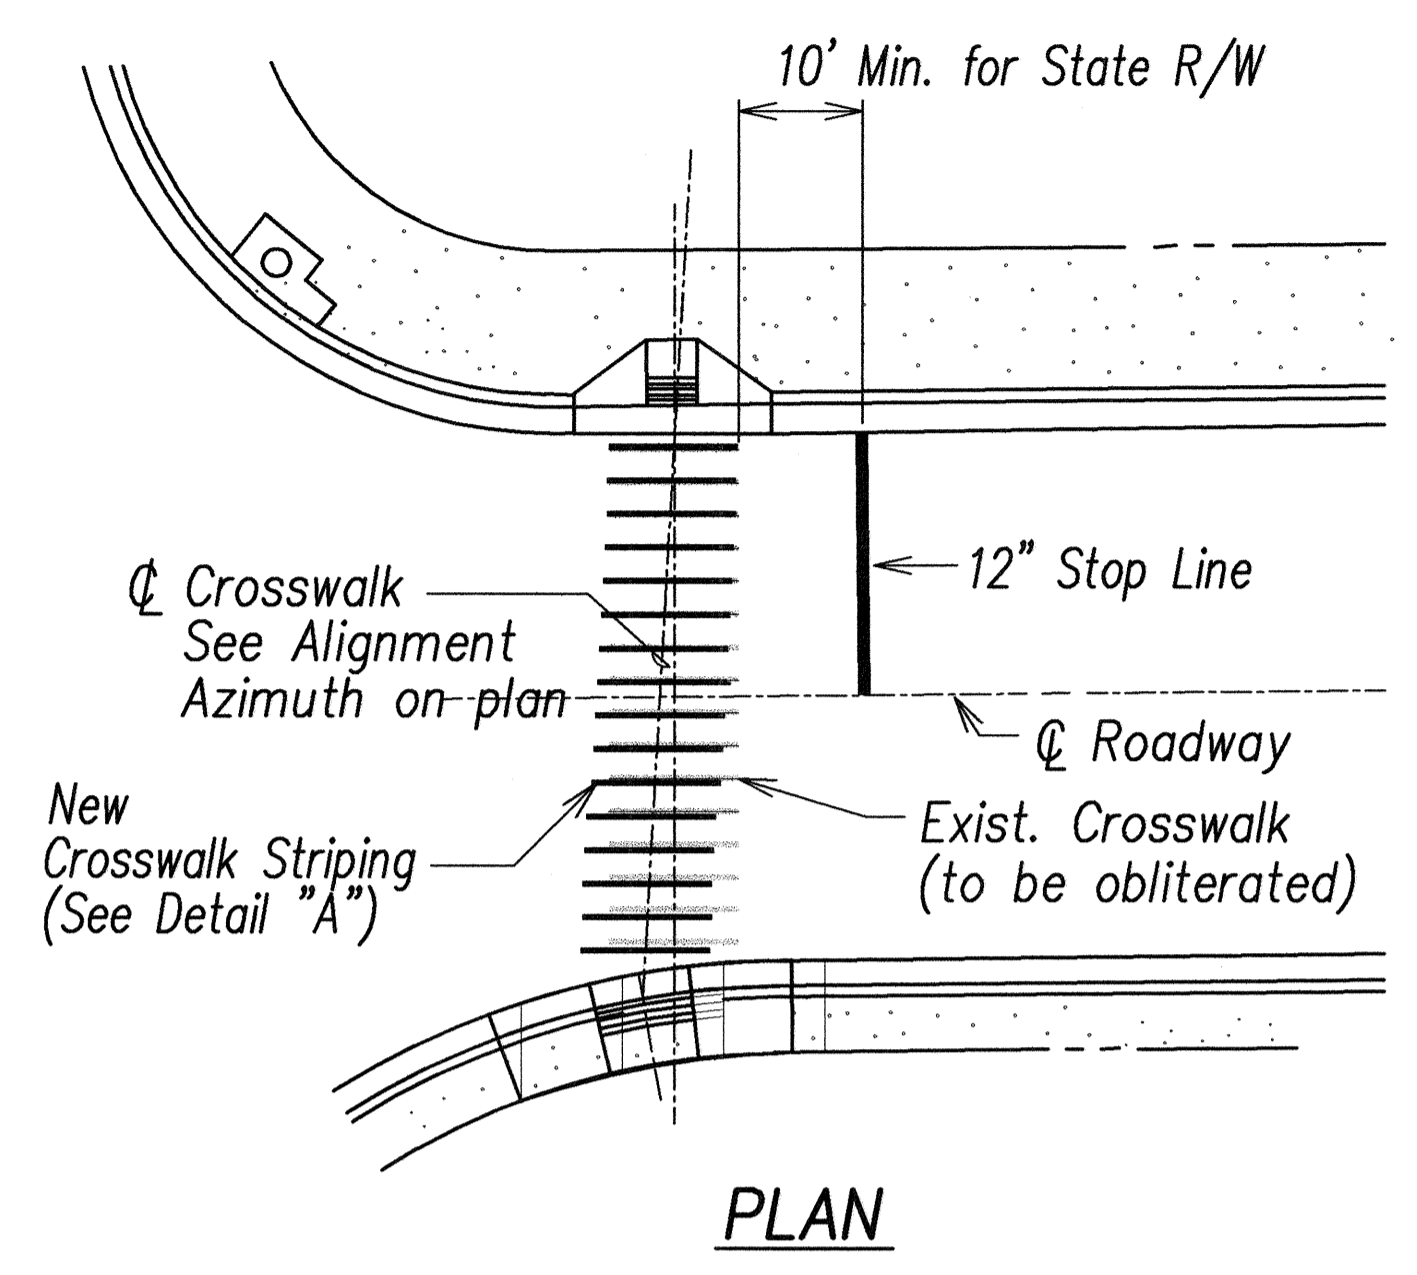 10' Min. for State R/W
℄ Crosswalk
See Alignment
Azimuth on plan
12" Stop Line
℄ Roadway
New
Crosswalk Striping
(See Detail "A")
Exist. Crosswalk
(to be obliterated)
PLAN